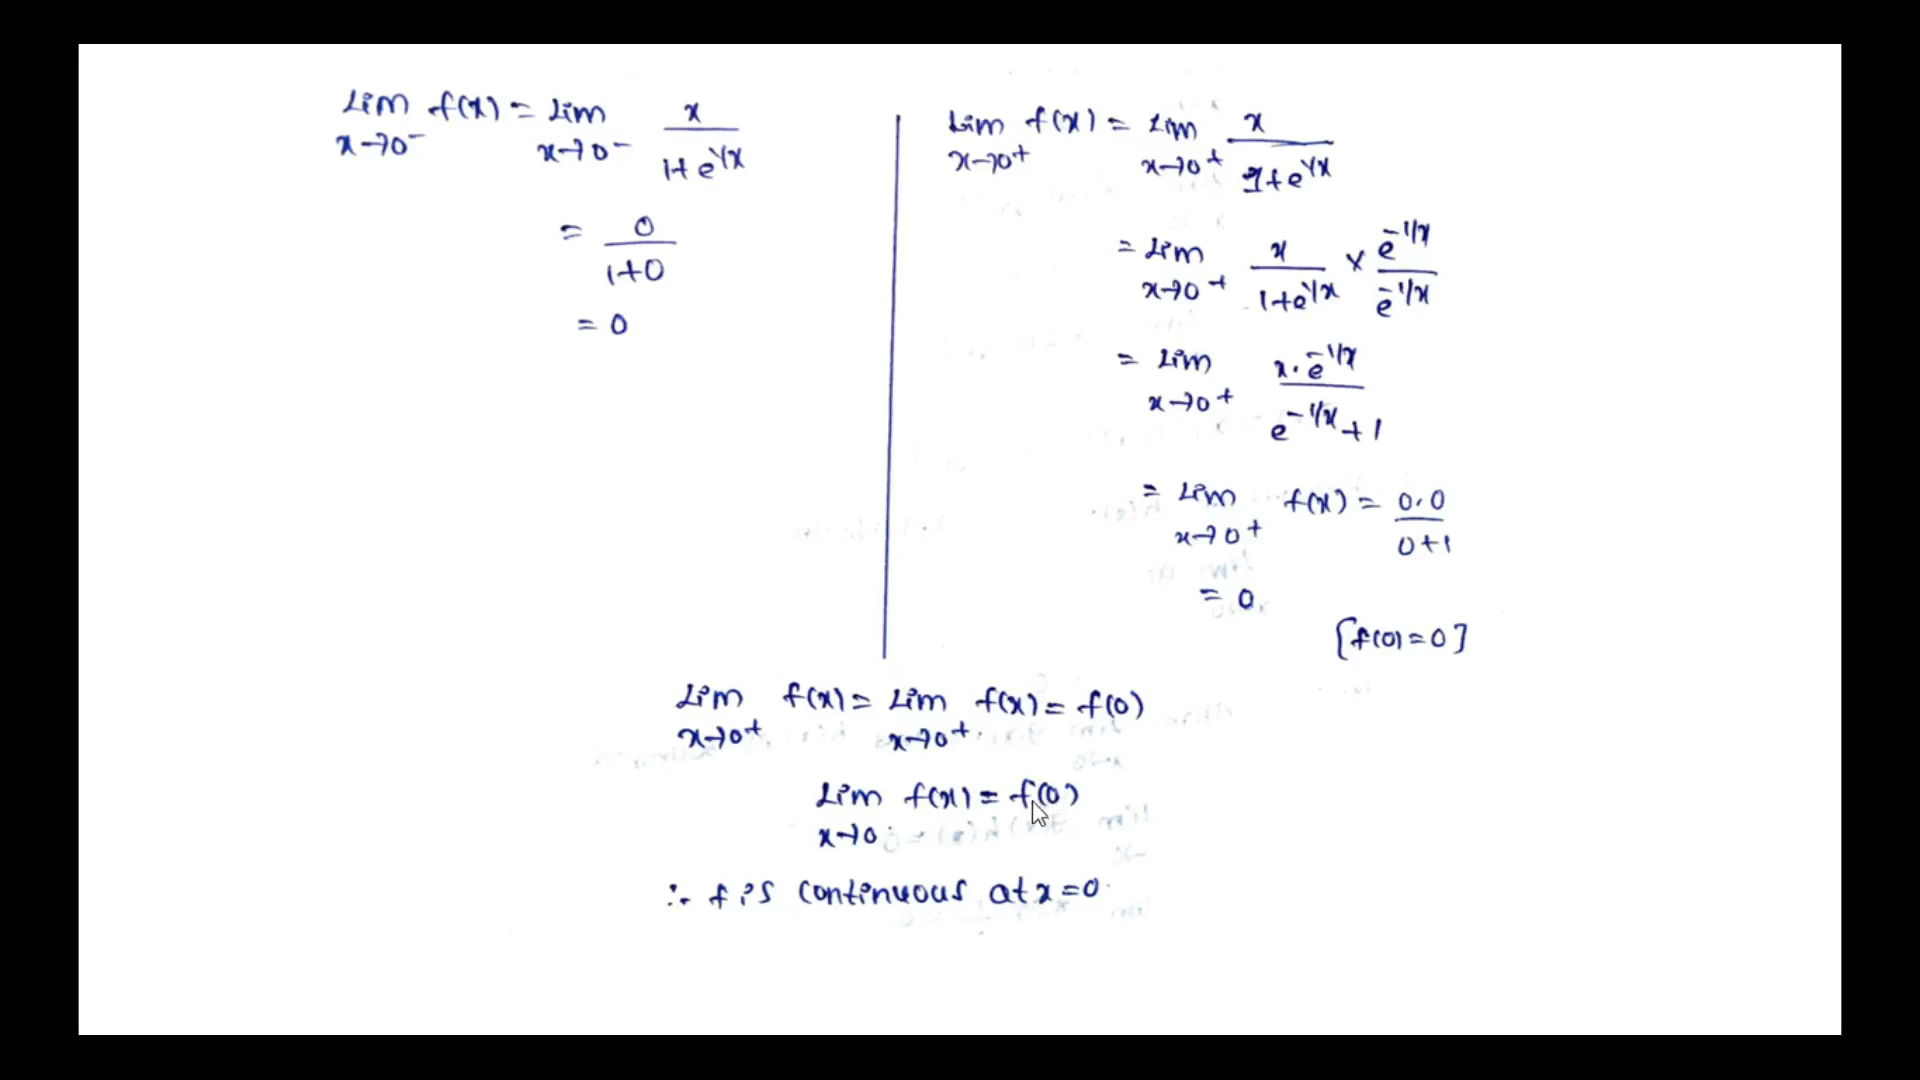 Lim f(x) = Lim x
x→0⁻ x→0⁻ 1+e^1/x
= 0
1+0
= 0
Lim f(x) = Lim x
x→0⁺ x→0⁺ 1+e^1/x
= Lim x × e^-1/x
x→0⁺ 1+e^1/x e^-1/x
= Lim x·e^-1/x
x→0⁺ e^-1/x+1
= Lim f(x) = 0.0
x→0⁺ 0+1
= 0
[f(0)=0]
Lim f(x) = Lim f(x) = f(0)
x→0⁺ x→0⁺
Lim f(x) = f(0)
x→0
∴ f is continuous at x=0